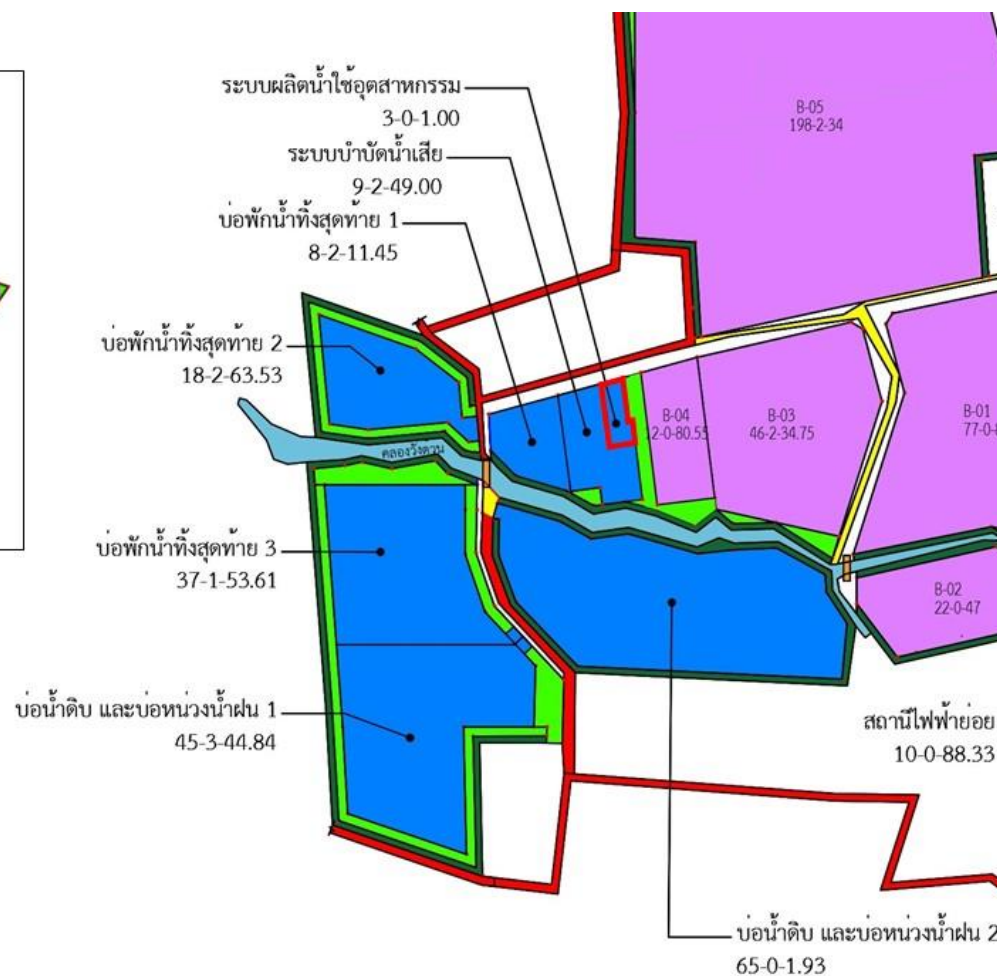 ระบบผลิตน้ำใช้อุตสาหกรรม
3-0-1.00
ระบบบำบัดน้ำเสีย
9-2-49.00
บ่อพักน้ำทิ้งสุดท้าย 1
8-2-11.45
บ่อพักน้ำทิ้งสุดท้าย 2
18-2-63.53
คลองวังด้วน
บ่อพักน้ำทิ้งสุดท้าย 3
37-1-53.61
บ่อน้ำดิบ และบ่อหน่วงน้ำฝน 1
45-3-44.84
B-05
198-2-34
B-04
12-0-80.55
B-03
46-2-34.75
B-01
77-0-
B-02
22-0-47
สถานีไฟฟ้าย่อย
10-0-88.33
บ่อน้ำดิบ และบ่อหน่วงน้ำฝน 2
65-0-1.93